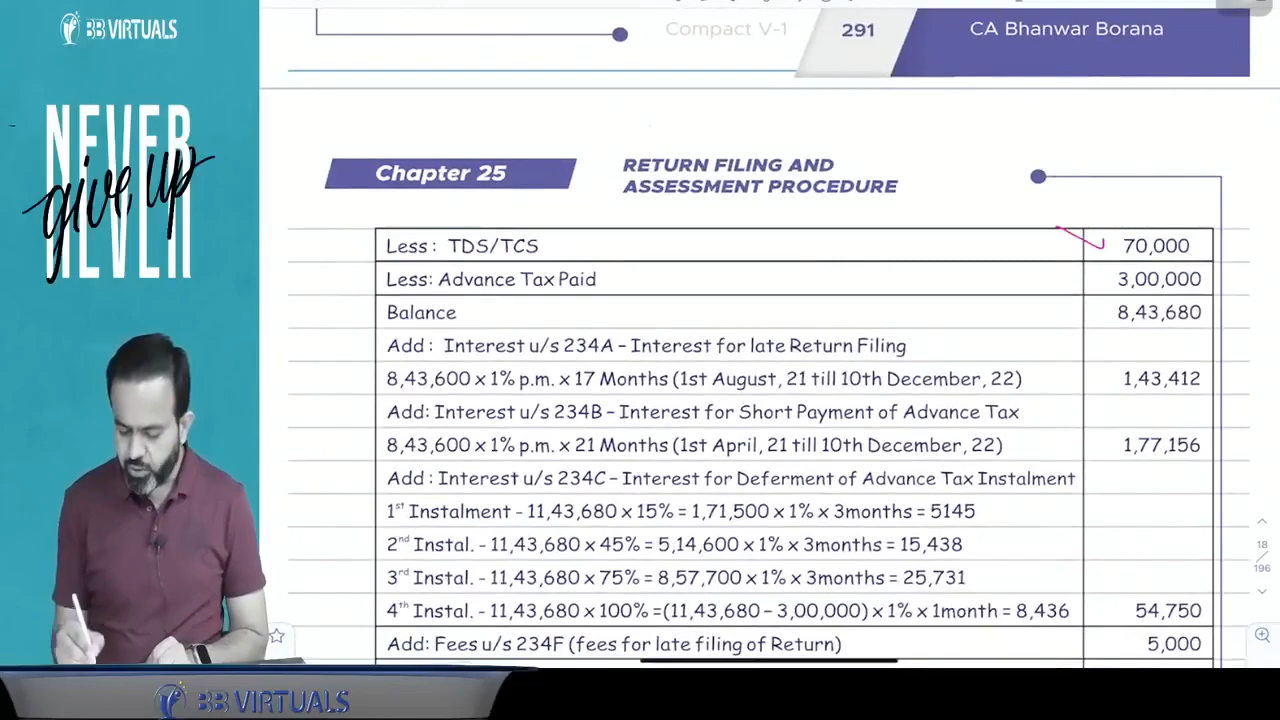 BB VIRTUALS
NEVER
give up
NEVER
Compact V-1
291
CA Bhanwar Borana
Chapter 25
RETURN FILING AND
ASSESSMENT PROCEDURE
Less: TDS/TCS 70,000
Less: Advance Tax Paid 3,00,000
Balance 8,43,680
Add: Interest u/s 234A – Interest for late Return Filing
8,43,600 x 1% p.m. x 17 Months (1st August, 21 till 10th December, 22) 1,43,412
Add: Interest u/s 234B – Interest for Short Payment of Advance Tax
8,43,600 x 1% p.m. x 21 Months (1st April, 21 till 10th December, 22) 1,77,156
Add: Interest u/s 234C – Interest for Deferment of Advance Tax Instalment
1st Instalment - 11,43,680 x 15% = 1,71,500 x 1% x 3months = 5145
2nd Instal. - 11,43,680 x 45% = 5,14,600 x 1% x 3months = 15,438
3rd Instal. - 11,43,680 x 75% = 8,57,700 x 1% x 3months = 25,731
4th Instal. - 11,43,680 x 100% =(11,43,680 – 3,00,000) x 1% x 1month = 8,436 54,750
Add: Fees u/s 234F (fees for late filing of Return) 5,000
18
196
BB VIRTUALS